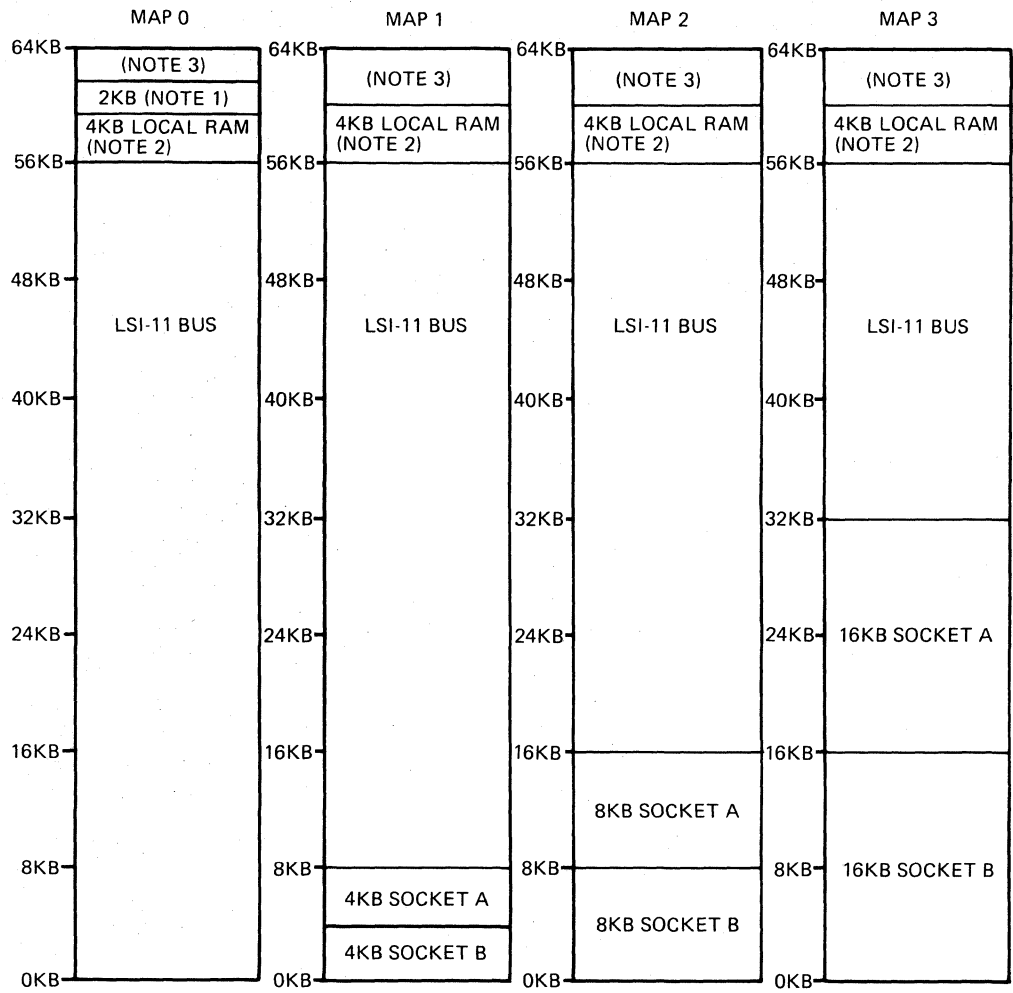 MAP 0
64KB
(NOTE 3)
2KB (NOTE 1)
4KB LOCAL RAM
(NOTE 2)
56KB
48KB
LSI-11 BUS
40KB
32KB
24KB
16KB
8KB
0KB
MAP 1
64KB
(NOTE 3)
4KB LOCAL RAM
(NOTE 2)
56KB
48KB
LSI-11 BUS
40KB
32KB
24KB
16KB
8KB
4KB SOCKET A
4KB SOCKET B
0KB
MAP 2
64KB
(NOTE 3)
4KB LOCAL RAM
(NOTE 2)
56KB
48KB
LSI-11 BUS
40KB
32KB
24KB
16KB
8KB SOCKET A
8KB
8KB SOCKET B
0KB
MAP 3
64KB
(NOTE 3)
4KB LOCAL RAM
(NOTE 2)
56KB
48KB
LSI-11 BUS
40KB
32KB
24KB
16KB SOCKET A
16KB
8KB
16KB SOCKET B
0KB